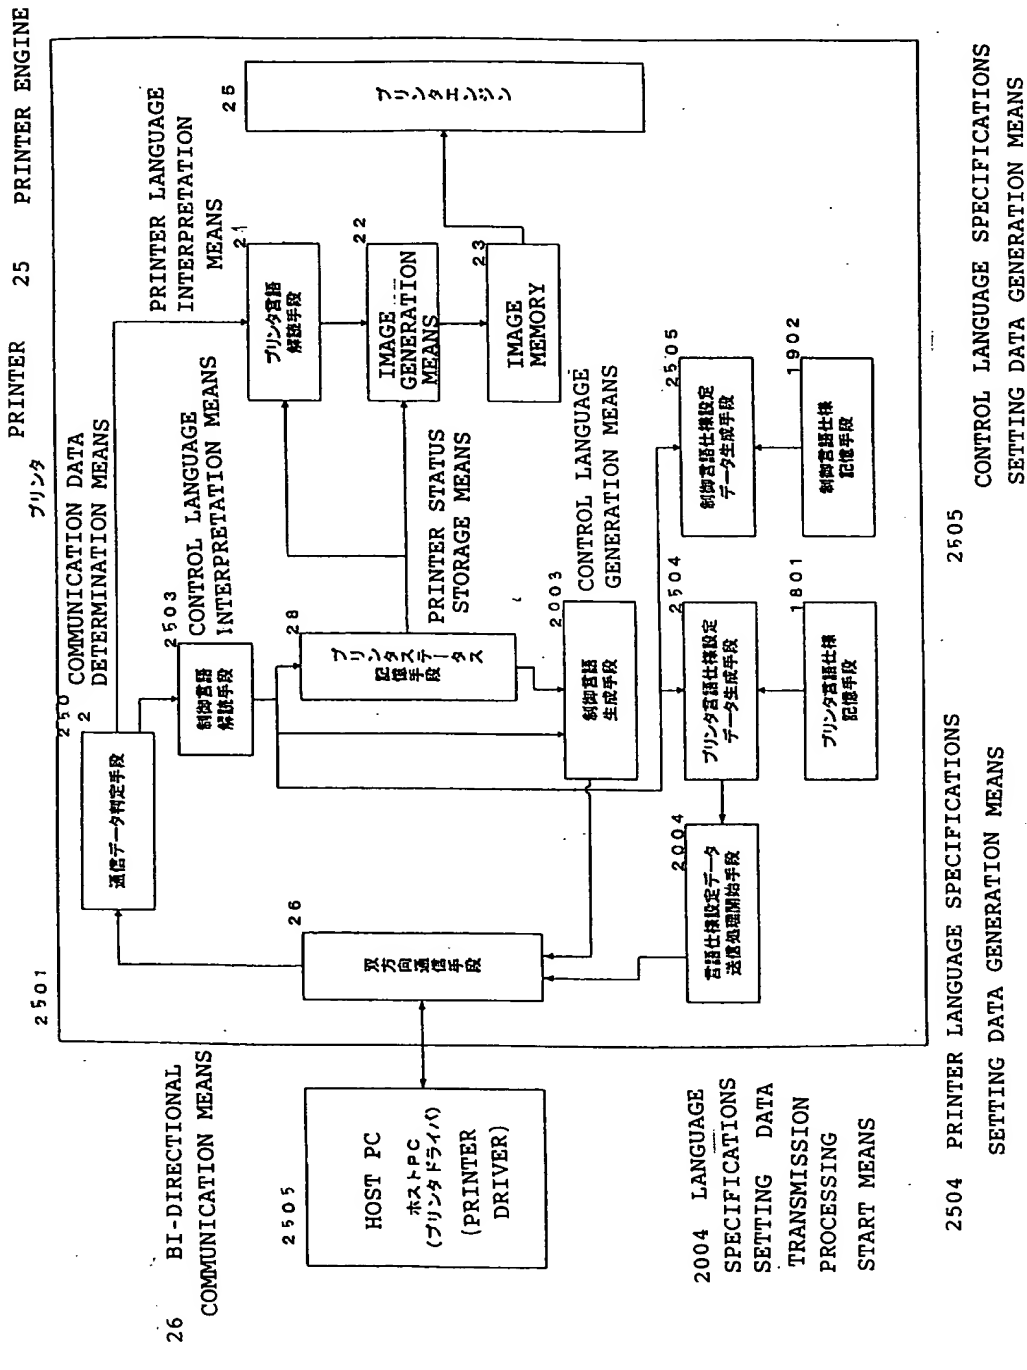 PRINTER
25 PRINTER ENGINE
プリンタ
2501
250
2
COMMUNICATION DATA
DETERMINATION MEANS
通信データ判定手段
2503
CONTROL LANGUAGE
INTERPRETATION MEANS
制御言語
解読手段
PRINTER LANGUAGE
INTERPRETATION
MEANS
21
プリンタ言語
解読手段
25
プリンタエンジン
22
IMAGE
GENERATION
MEANS
23
IMAGE
MEMORY
28
プリンタステータス
記憶手段
PRINTER STATUS
STORAGE MEANS
26
双方向通信手段
2003
CONTROL LANGUAGE
GENERATION MEANS
制御言語
生成手段
2505
制御言語仕様設定
データ生成手段
2504
プリンタ言語仕様設定
データ生成手段
2004
言語仕様設定データ
送信処理開始手段
1801
プリンタ言語仕様
記憶手段
1902
制御言語仕様
記憶手段
26 BI-DIRECTIONAL
COMMUNICATION MEANS
2505
HOST PC
ホストPC
(プリンタドライバ)
(PRINTER
DRIVER)
2004 LANGUAGE
SPECIFICATIONS
SETTING DATA
TRANSMISSION
PROCESSING
START MEANS
2504 PRINTER LANGUAGE SPECIFICATIONS
SETTING DATA GENERATION MEANS
2505 CONTROL LANGUAGE SPECIFICATIONS
SETTING DATA GENERATION MEANS